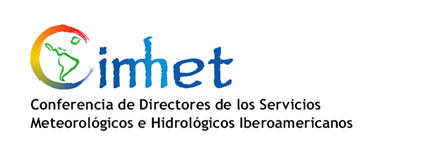 Cimhet
Conferencia de Directores de los Servicios
Meteorológicos e Hidrológicos Iberoamericanos